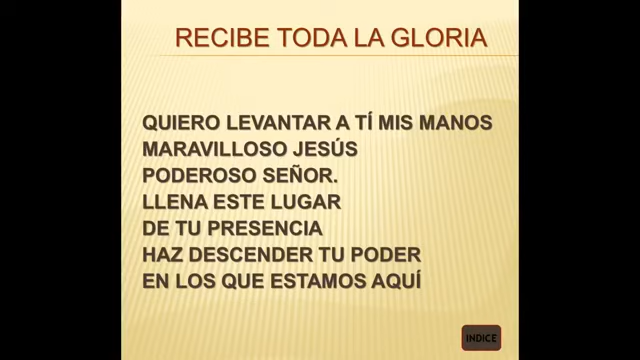 RECIBE TODA LA GLORIA
QUIERO LEVANTAR A TÍ MIS MANOS
MARAVILLOSO JESÚS
PODEROSO SEÑOR.
LLENA ESTE LUGAR
DE TU PRESENCIA
HAZ DESCENDER TU PODER
EN LOS QUE ESTAMOS AQUÍ
INDICE